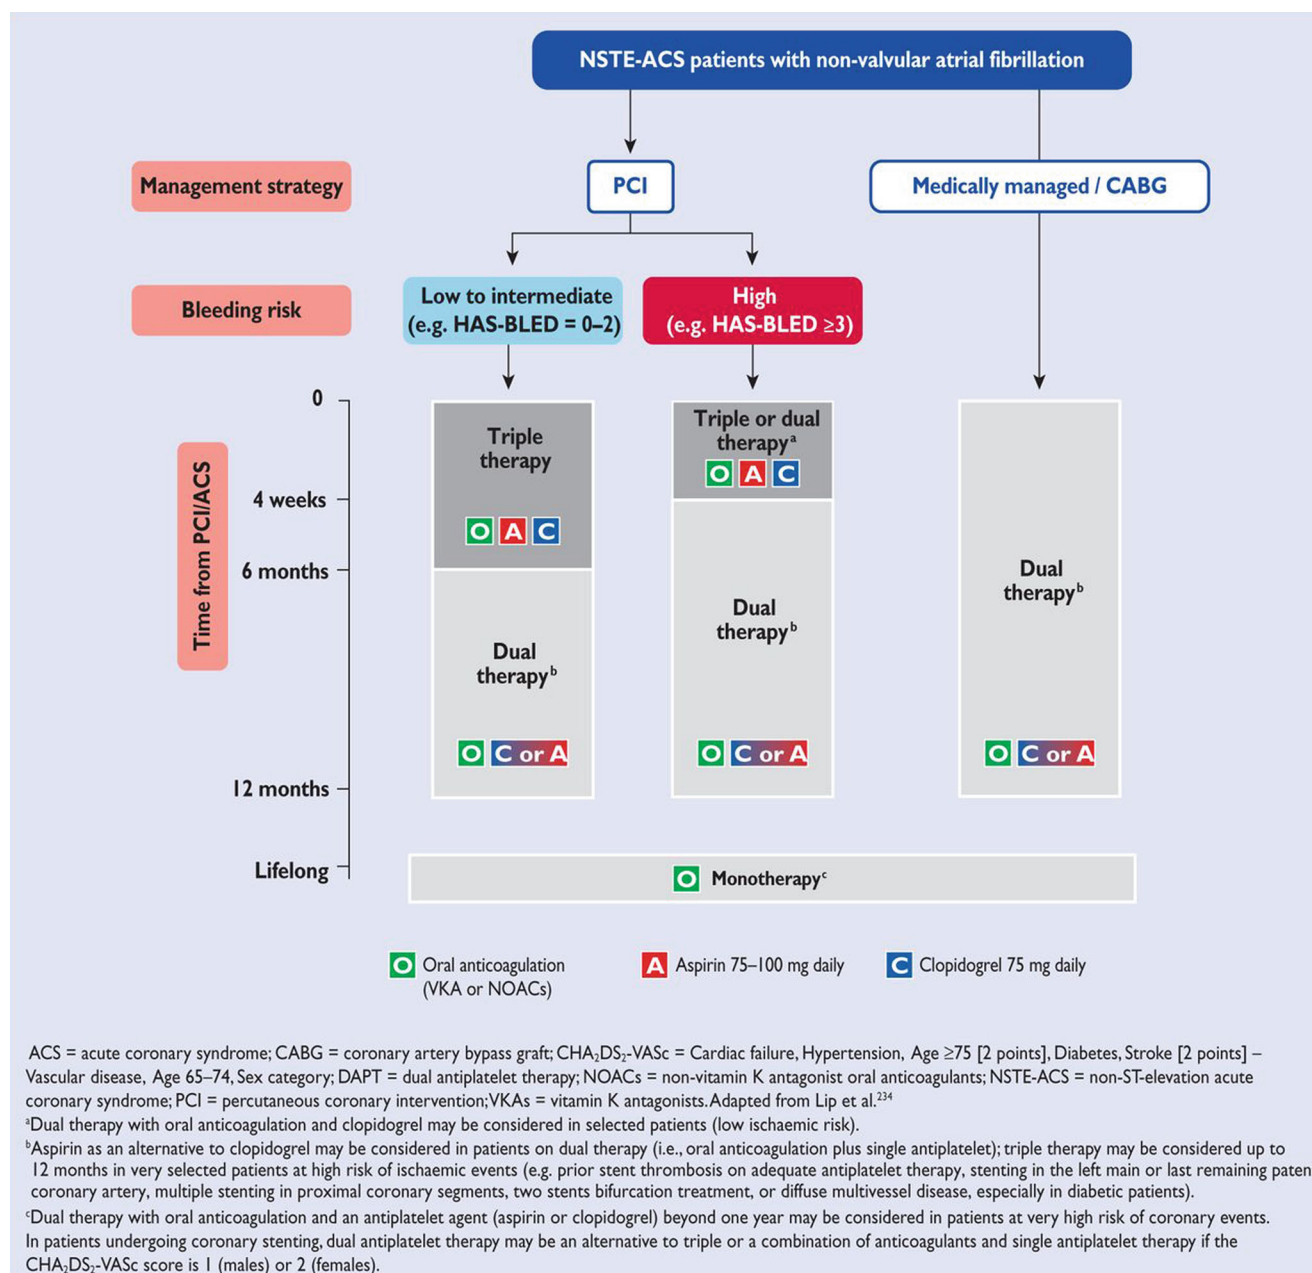 NSTE-ACS patients with non-valvular atrial fibrillation
Management strategy
PCI
Medically managed / CABG
Bleeding risk
Low to intermediate
(e.g. HAS-BLED = 0–2)
High
(e.g. HAS-BLED ≥3)
Time from PCI/ACS
0
4 weeks
6 months
12 months
Lifelong
Triple
therapy
O A C
Dual
therapyᵇ
O C or A
Triple or dual
therapyᵃ
O A C
Dual
therapyᵇ
O C or A
Dual
therapyᵇ
O C or A
O Monotherapyᶜ
O Oral anticoagulation
(VKA or NOACs)
A Aspirin 75–100 mg daily
C Clopidogrel 75 mg daily
ACS = acute coronary syndrome; CABG = coronary artery bypass graft; CHA₂DS₂-VASc = Cardiac failure, Hypertension, Age ≥75 [2 points], Diabetes, Stroke [2 points] –
Vascular disease, Age 65–74, Sex category; DAPT = dual antiplatelet therapy; NOACs = non-vitamin K antagonist oral anticoagulants; NSTE-ACS = non-ST-elevation acute
coronary syndrome; PCI = percutaneous coronary intervention; VKAs = vitamin K antagonists. Adapted from Lip et al.²³⁴
ᵃDual therapy with oral anticoagulation and clopidogrel may be considered in selected patients (low ischaemic risk).
ᵇAspirin as an alternative to clopidogrel may be considered in patients on dual therapy (i.e., oral anticoagulation plus single antiplatelet); triple therapy may be considered up to
12 months in very selected patients at high risk of ischaemic events (e.g. prior stent thrombosis on adequate antiplatelet therapy, stenting in the left main or last remaining paten
coronary artery, multiple stenting in proximal coronary segments, two stents bifurcation treatment, or diffuse multivessel disease, especially in diabetic patients).
ᶜDual therapy with oral anticoagulation and an antiplatelet agent (aspirin or clopidogrel) beyond one year may be considered in patients at very high risk of coronary events.
In patients undergoing coronary stenting, dual antiplatelet therapy may be an alternative to triple or a combination of anticoagulants and single antiplatelet therapy if the
CHA₂DS₂-VASc score is 1 (males) or 2 (females).